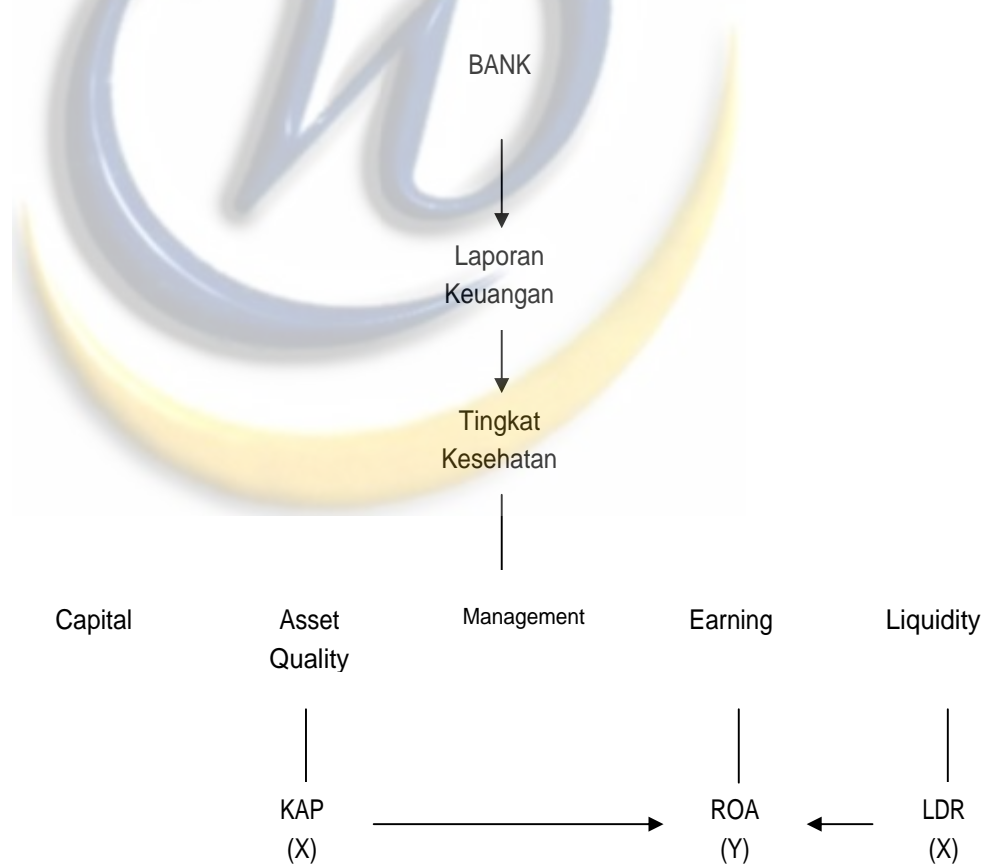 BANK
Laporan
Keuangan
Tingkat
Kesehatan
Capital
Asset
Quality
Management
Earning
Liquidity
KAP
(X)
ROA
(Y)
LDR
(X)